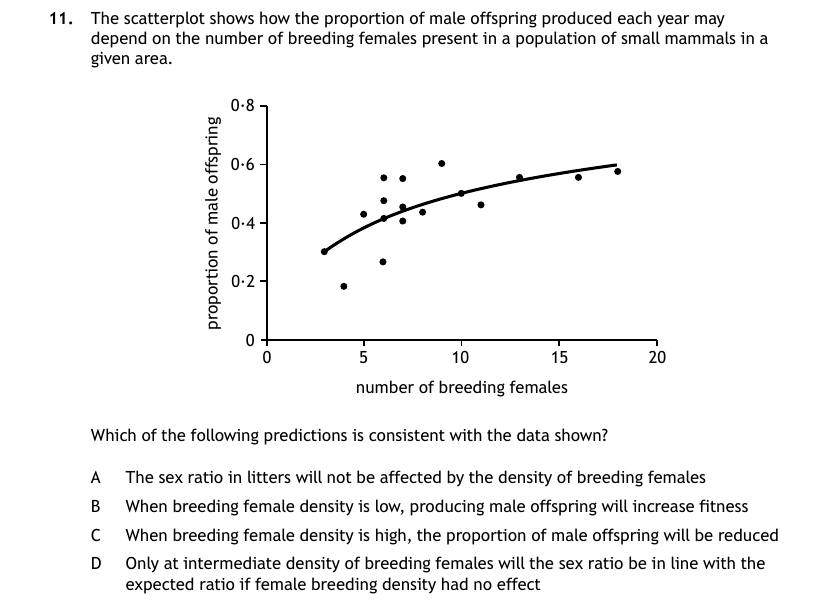 11. The scatterplot shows how the proportion of male offspring produced each year may
depend on the number of breeding females present in a population of small mammals in a
given area.
proportion of male offspring
0·8
0·6
0·4
0·2
0
0 5 10 15 20
number of breeding females
Which of the following predictions is consistent with the data shown?
A The sex ratio in litters will not be affected by the density of breeding females
B When breeding female density is low, producing male offspring will increase fitness
C When breeding female density is high, the proportion of male offspring will be reduced
D Only at intermediate density of breeding females will the sex ratio be in line with the
expected ratio if female breeding density had no effect